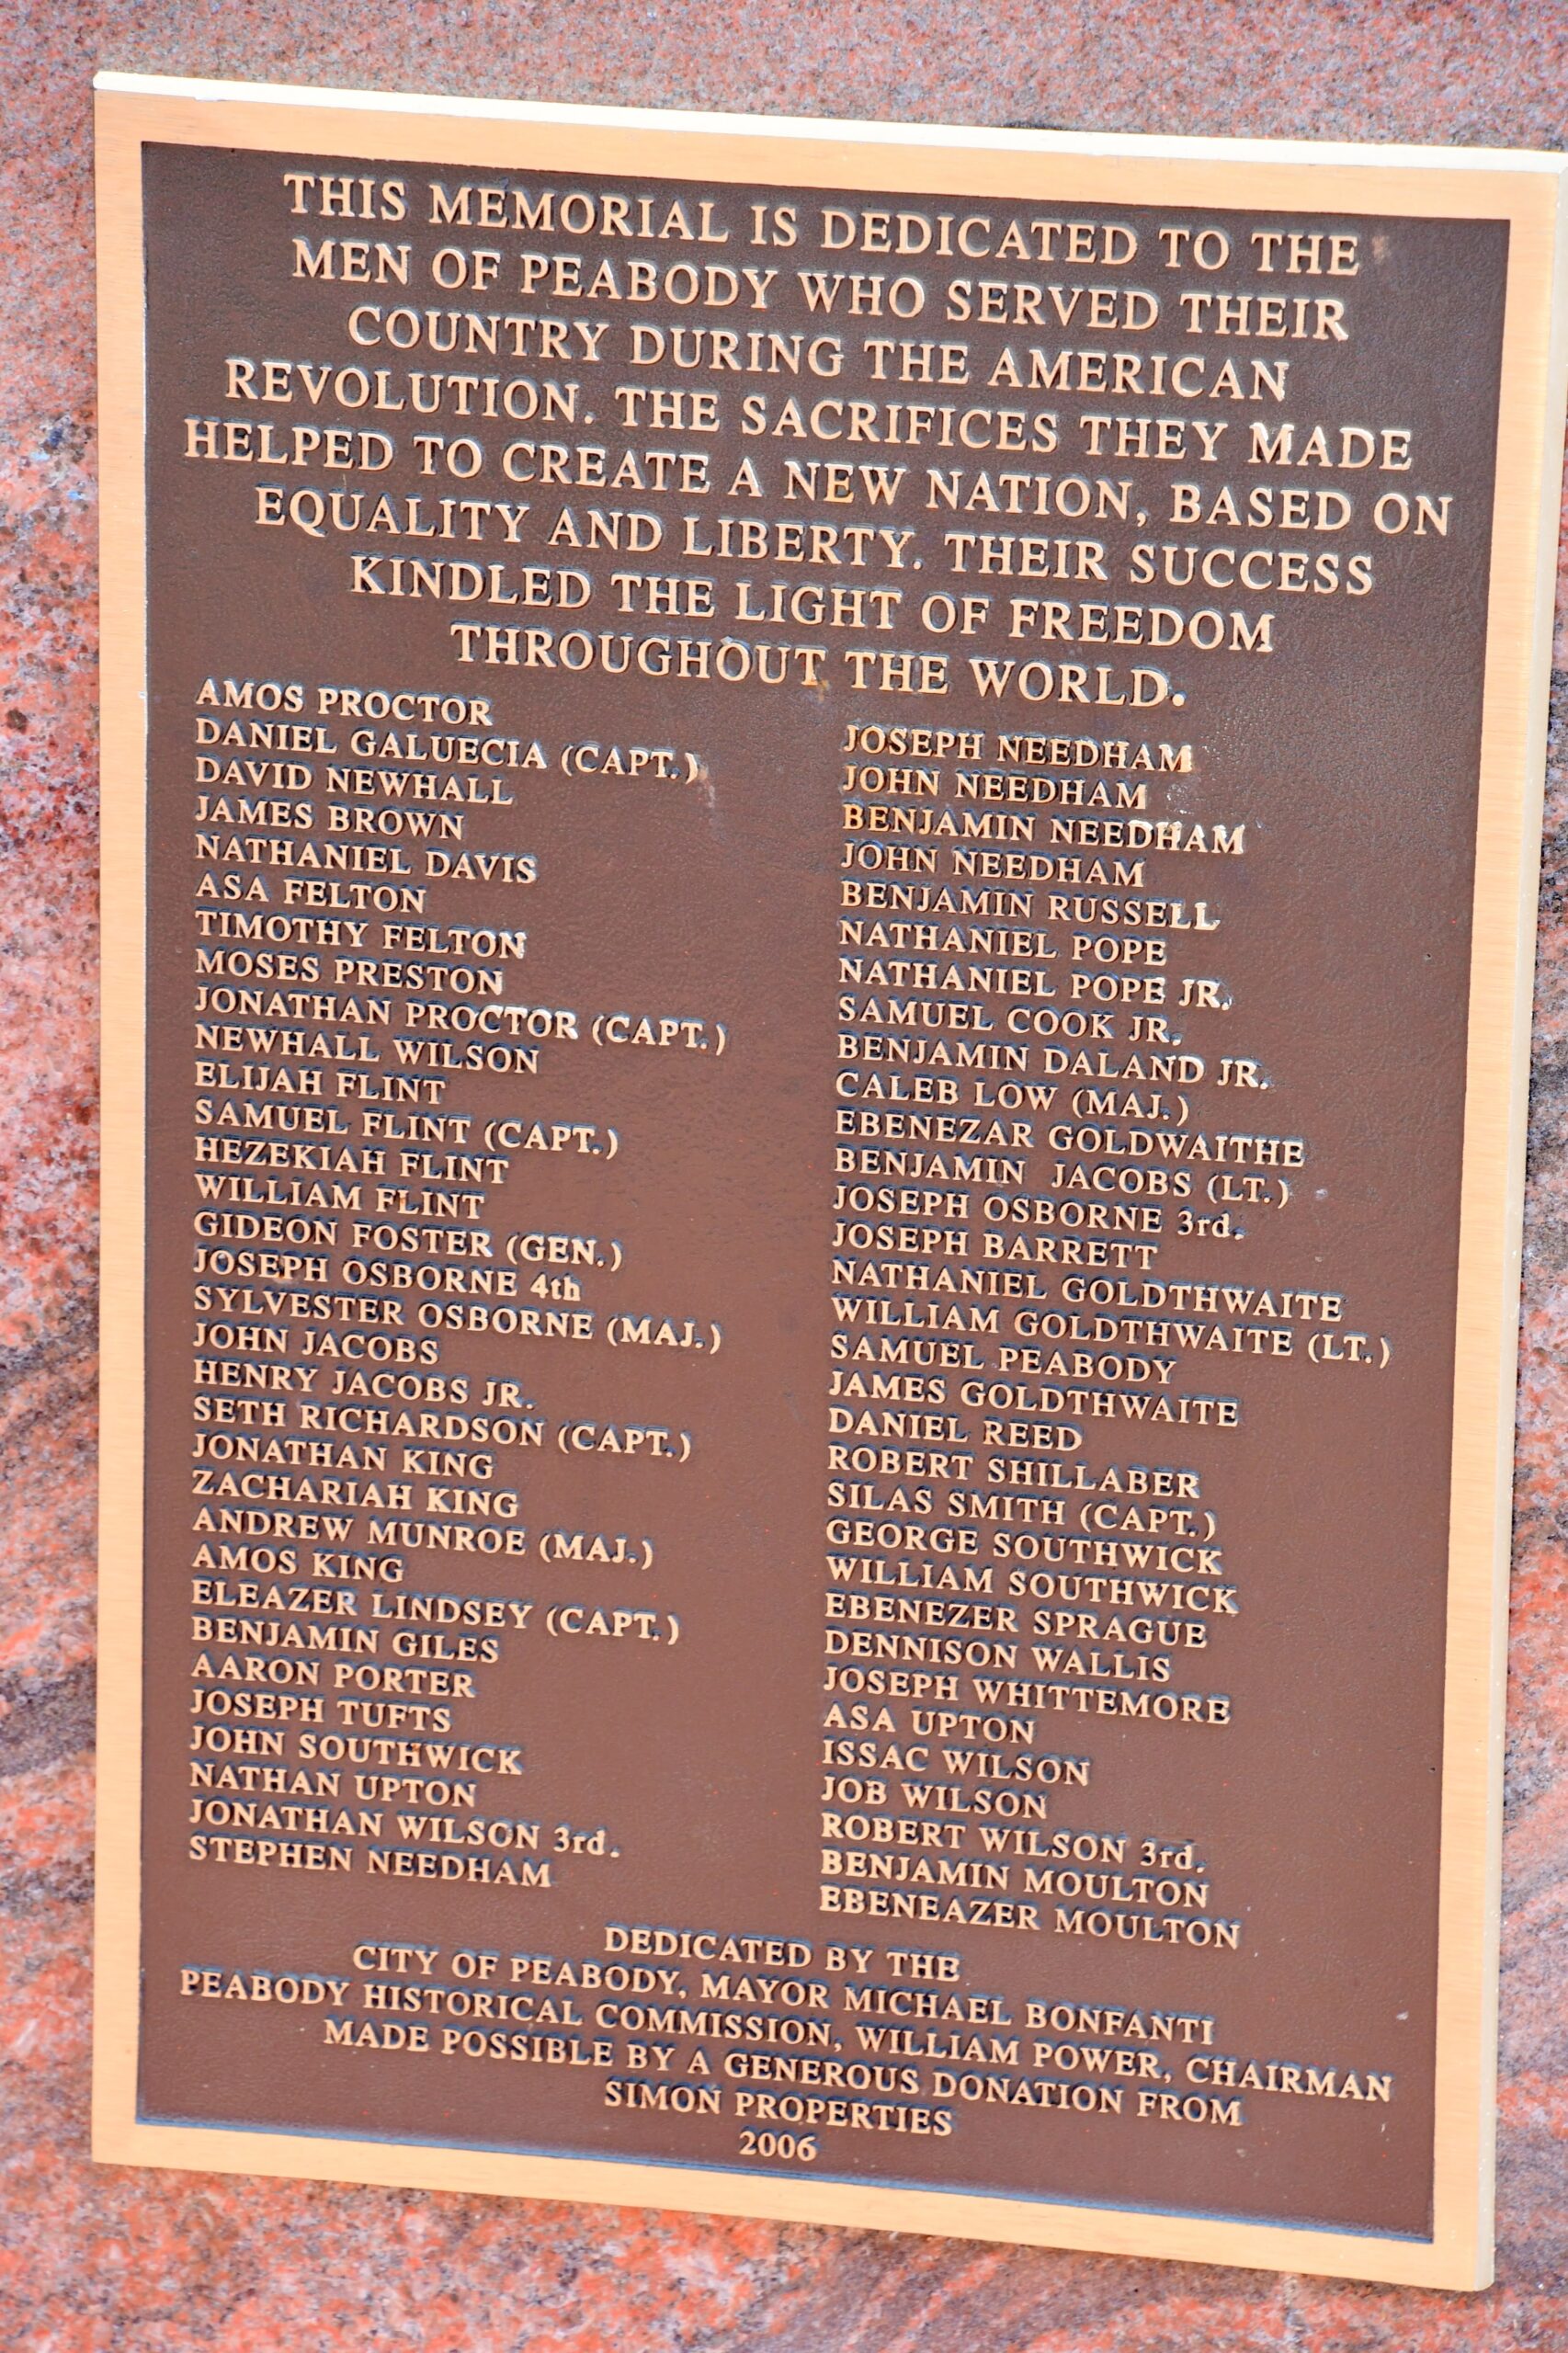 THIS MEMORIAL IS DEDICATED TO THE
MEN OF PEABODY WHO SERVED THEIR
COUNTRY DURING THE AMERICAN
REVOLUTION. THE SACRIFICES THEY MADE
HELPED TO CREATE A NEW NATION, BASED ON
EQUALITY AND LIBERTY. THEIR SUCCESS
KINDLED THE LIGHT OF FREEDOM
THROUGHOUT THE WORLD.
AMOS PROCTOR
DANIEL GALUECIA (CAPT.)
DAVID NEWHALL
JAMES BROWN
NATHANIEL DAVIS
ASA FELTON
TIMOTHY FELTON
MOSES PRESTON
JONATHAN PROCTOR (CAPT.)
NEWHALL WILSON
ELIJAH FLINT
SAMUEL FLINT (CAPT.)
HEZEKIAH FLINT
WILLIAM FLINT
GIDEON FOSTER (GEN.)
JOSEPH OSBORNE 4th
SYLVESTER OSBORNE (MAJ.)
JOHN JACOBS
HENRY JACOBS JR.
SETH RICHARDSON (CAPT.)
JONATHAN KING
ZACHARIAH KING
ANDREW MUNROE (MAJ.)
AMOS KING
ELEAZER LINDSEY (CAPT.)
BENJAMIN GILES
AARON PORTER
JOSEPH TUFTS
JOHN SOUTHWICK
NATHAN UPTON
JONATHAN WILSON 3rd.
STEPHEN NEEDHAM
JOSEPH NEEDHAM
JOHN NEEDHAM
BENJAMIN NEEDHAM
JOHN NEEDHAM
BENJAMIN RUSSELL
NATHANIEL POPE
NATHANIEL POPE JR.
SAMUEL COOK JR.
BENJAMIN DALAND JR.
CALEB LOW (MAJ.)
EBENEZAR GOLDWAITHE
BENJAMIN JACOBS (LT.)
JOSEPH OSBORNE 3rd.
JOSEPH BARRETT
NATHANIEL GOLDTHWAITE
WILLIAM GOLDTHWAITE (LT.)
SAMUEL PEABODY
JAMES GOLDTHWAITE
DANIEL REED
ROBERT SHILLABER
SILAS SMITH (CAPT.)
GEORGE SOUTHWICK
WILLIAM SOUTHWICK
EBENEZER SPRAGUE
DENNISON WALLIS
JOSEPH WHITTEMORE
ASA UPTON
ISSAC WILSON
JOB WILSON
ROBERT WILSON 3rd.
BENJAMIN MOULTON
EBENEAZER MOULTON
DEDICATED BY THE
CITY OF PEABODY, MAYOR MICHAEL BONFANTI
PEABODY HISTORICAL COMMISSION, WILLIAM POWER, CHAIRMAN
MADE POSSIBLE BY A GENEROUS DONATION FROM
SIMON PROPERTIES
2006